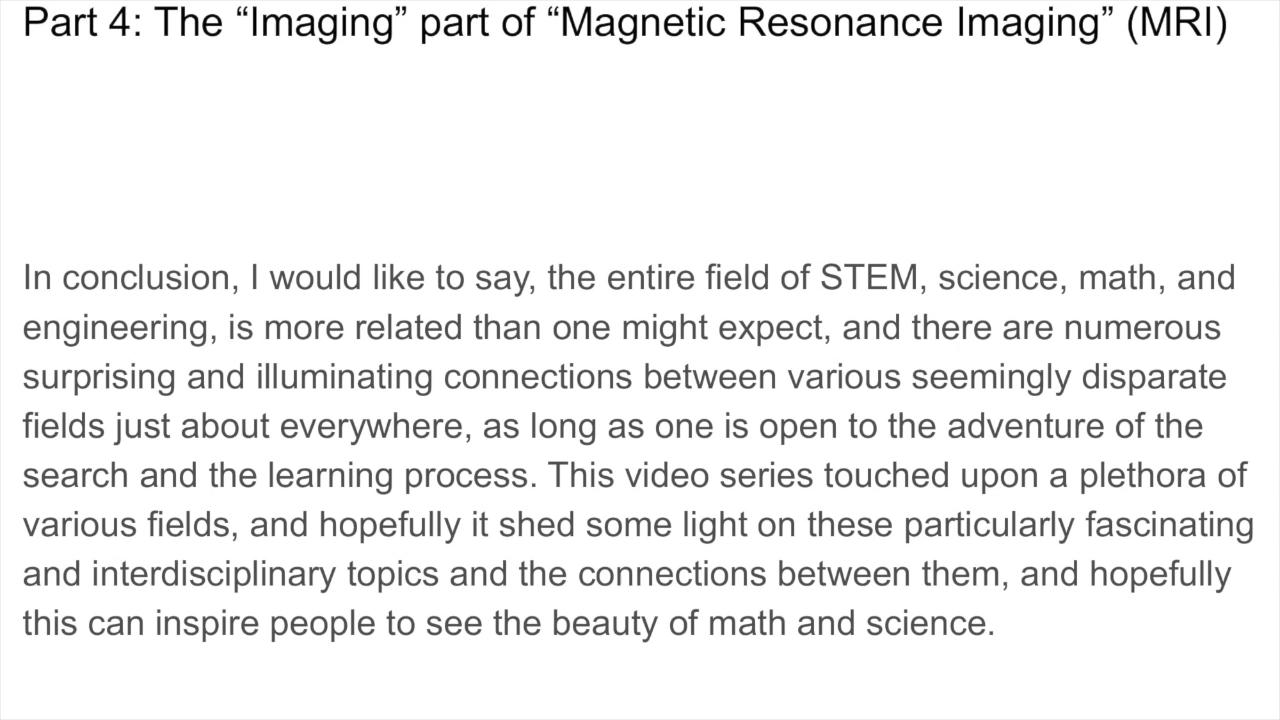 Part 4: The “Imaging” part of “Magnetic Resonance Imaging” (MRI)
In conclusion, I would like to say, the entire field of STEM, science, math, and
engineering, is more related than one might expect, and there are numerous
surprising and illuminating connections between various seemingly disparate
fields just about everywhere, as long as one is open to the adventure of the
search and the learning process. This video series touched upon a plethora of
various fields, and hopefully it shed some light on these particularly fascinating
and interdisciplinary topics and the connections between them, and hopefully
this can inspire people to see the beauty of math and science.